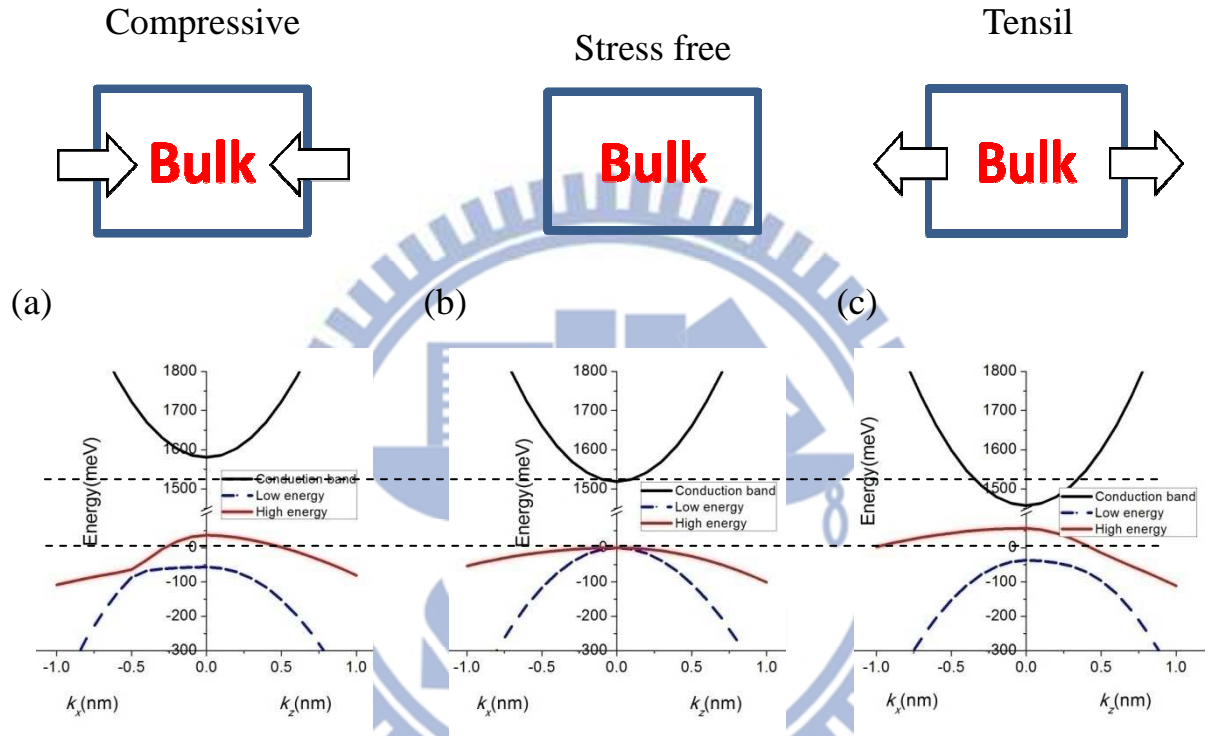 Compressive
Stress free
Tensil
Bulk
Bulk
Bulk
(a)
(b)
(c)
1800
1700
1600
1500
0
-100
-200
-300
Energy(meV)
Conduction band
Low energy
High energy
-1.0
-0.5
0.0
0.5
1.0
kx(nm)
kz(nm)
1800
1700
1600
1500
0
-100
-200
-300
Energy(meV)
Conduction band
Low energy
High energy
-1.0
-0.5
0.0
0.5
1.0
kx(nm)
kz(nm)
1800
1700
1600
1500
0
-100
-200
-300
Energy(meV)
Conduction band
Low energy
High energy
-1.0
-0.5
0.0
0.5
1.0
kx(nm)
kz(nm)